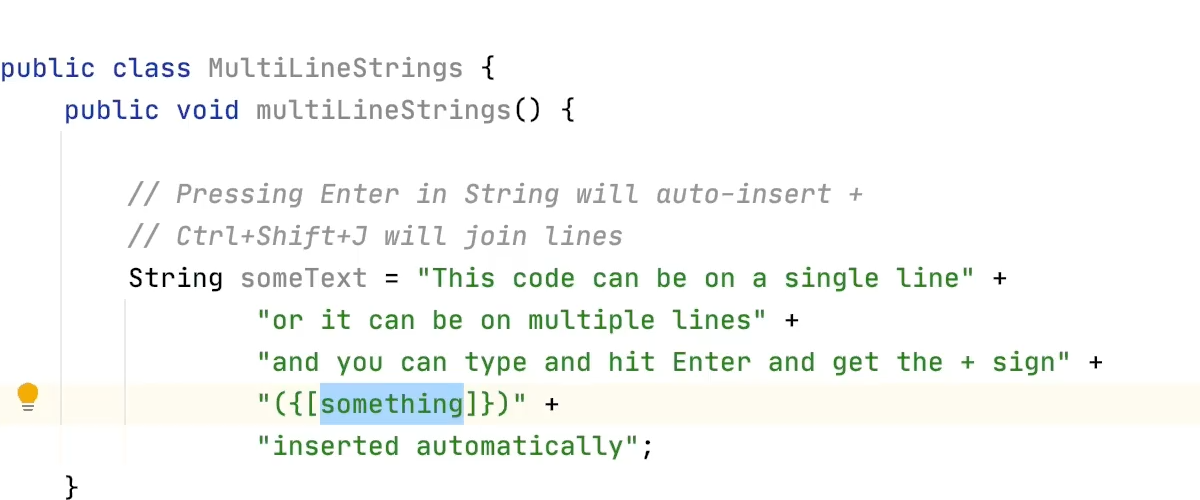 public class MultiLineStrings {
    public void multiLineStrings() {
        // Pressing Enter in String will auto-insert +
        // Ctrl+Shift+J will join lines
        String someText = "This code can be on a single line" +
                "or it can be on multiple lines" +
                "and you can type and hit Enter and get the + sign" +
                "({[something]})" +
                "inserted automatically";
    }